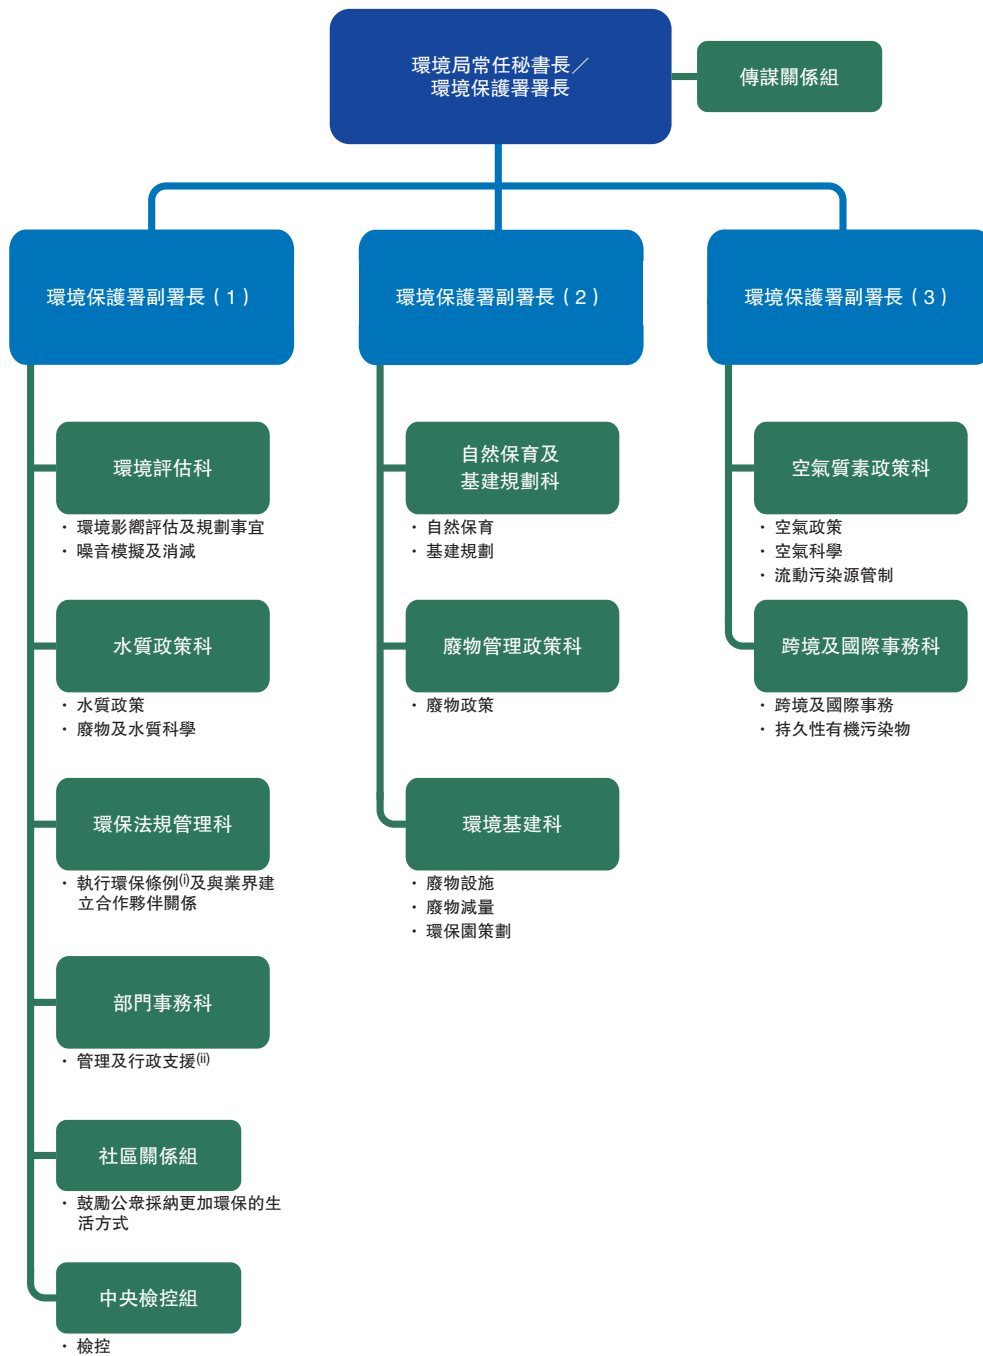 環境局常任秘書長／
環境保護署署長
傳謀關係組
環境保護署副署長（1）
環境保護署副署長（2）
環境保護署副署長（3）
環境評估科
· 環境影嚮評估及規劃事宜
· 噪音模擬及消減
水質政策科
· 水質政策
· 廢物及水質科學
環保法規管理科
· 執行環保條例(i)及與業界建
立合作夥伴關係
部門事務科
· 管理及行政支援(ii)
社區關係組
· 鼓勵公眾採納更加環保的生
活方式
中央檢控組
· 檢控
自然保育及
基建規劃科
· 自然保育
· 基建規劃
廢物管理政策科
· 廢物政策
環境基建科
· 廢物設施
· 廢物減量
· 環保園策劃
空氣質素政策科
· 空氣政策
· 空氣科學
· 流動污染源管制
跨境及國際事務科
· 跨境及國際事務
· 持久性有機污染物